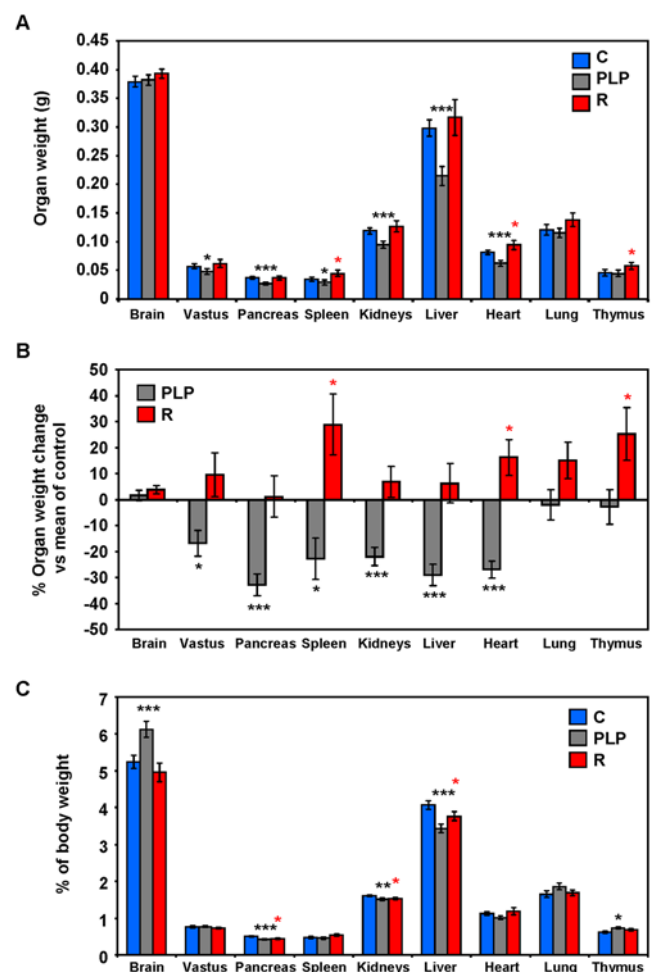 A
0.45
0.40
0.35
0.30
0.25
0.20
0.15
0.10
0.05
0
Organ weight (g)
C
PLP
R
* *** * * *** *** *** * *
Brain Vastus Pancreas Spleen Kidneys Liver Heart Lung Thymus
B
50
40
30
20
10
0
-10
-20
-30
-40
-50
% Organ weight change
vs mean of control
PLP
R
* * *
* *** * *** *** ***
Brain Vastus Pancreas Spleen Kidneys Liver Heart Lung Thymus
C
7
6
5
4
3
2
1
0
% of body weight
C
PLP
R
*** *** * ** * *** * *
Brain Vastus Pancreas Spleen Kidneys Liver Heart Lung Thymus